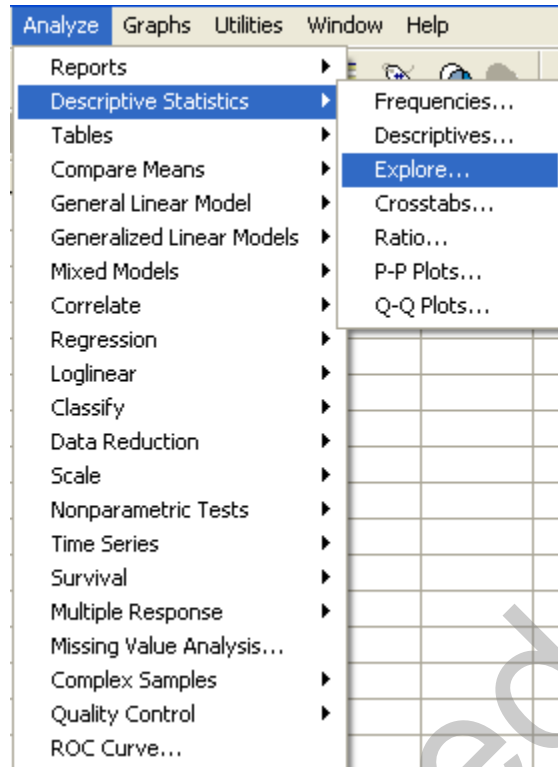 Analyze Graphs Utilities Window Help
Reports
Descriptive Statistics
Tables
Compare Means
General Linear Model
Generalized Linear Models
Mixed Models
Correlate
Regression
Loglinear
Classify
Data Reduction
Scale
Nonparametric Tests
Time Series
Survival
Multiple Response
Missing Value Analysis...
Complex Samples
Quality Control
ROC Curve...
Frequencies...
Descriptives...
Explore...
Crosstabs...
Ratio...
P-P Plots...
Q-Q Plots...